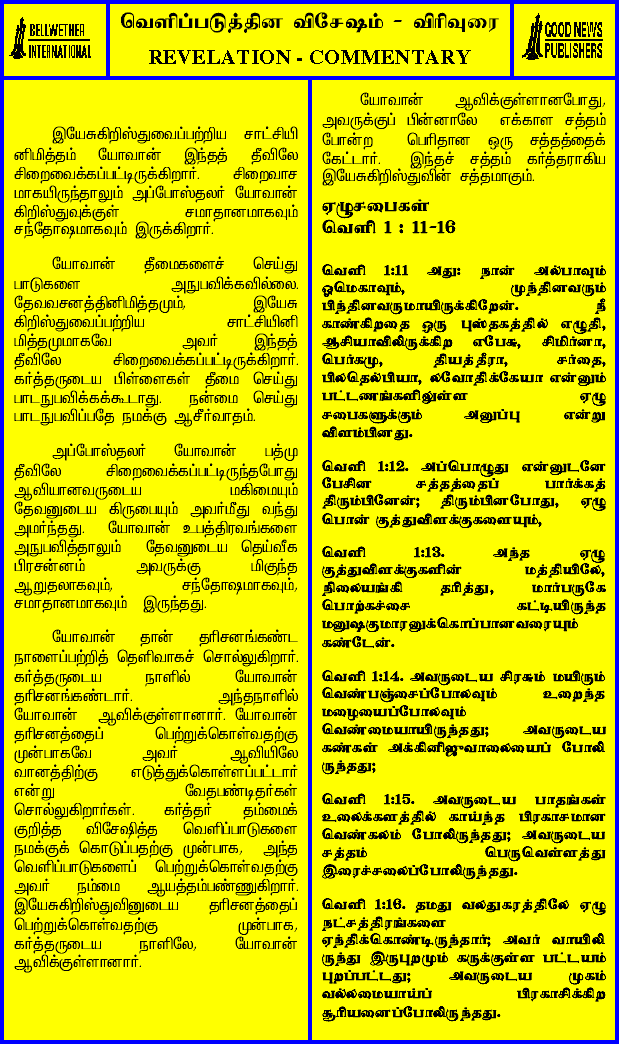 BELLWETHER
INTERNATIONAL
வெளிப்படுத்தின விசேஷம் - விரிவுரை
REVELATION - COMMENTARY
GOOD NEWS
PUBLISHERS
இயேசுகிறிஸ்துவைப்பற்றிய சாட்சியி
னிமித்தம் யோவான் இந்தத் தீவிலே
சிறைவைக்கப்பட்டிருக்கிறார். சிறைவாச
மாகயிருந்தாலும் அப்போஸ்தலர் யோவான்
கிறிஸ்துவுக்குள் சமாதானமாகவும்
சந்தோஷமாகவும் இருக்கிறார்.
யோவான் தீமைகளைச் செய்து
பாடுகளை அநுபவிக்கவில்லை.
தேவவசனத்தினிமித்தமும், இயேசு
கிறிஸ்துவைப்பற்றிய சாட்சியினி
மித்தமுமாகவே அவர் இந்தத்
தீவிலே சிறைவைக்கப்பட்டிருக்கிறார்.
கர்த்தருடைய பிள்ளைகள் தீமை செய்து
பாடநுபவிக்கக்கூடாது. நன்மை செய்து
பாடநுபவிப்பதே நமக்கு ஆசீர்வாதம்.
அப்போஸ்தலர் யோவான் பத்மு
தீவிலே சிறைவைக்கப்பட்டிருந்தபோது
ஆவியானவருடைய மகிமையும்
தேவனுடைய கிருபையும் அவர்மீது வந்து
அமர்ந்தது. யோவான் உபத்திரவங்களை
அநுபவித்தாலும் தேவனுடைய தெய்வீக
பிரசன்னம் அவருக்கு மிகுந்த
ஆறுதலாகவும், சந்தோஷமாகவும்,
சமாதானமாகவும் இருந்தது.
யோவான் தான் தரிசனங்கண்ட
நாளைப்பற்றித் தெளிவாகச் சொல்லுகிறார்.
கர்த்தருடைய நாளில் யோவான்
தரிசனங்கண்டார். அந்தநாளில்
யோவான் ஆவிக்குள்ளானார். யோவான்
தரிசனத்தைப் பெற்றுக்கொள்வதற்கு
முன்பாகவே அவர் ஆவியிலே
வானத்திற்கு எடுத்துக்கொள்ளப்பட்டார்
என்று வேதபண்டிதர்கள்
சொல்லுகிறார்கள். கர்த்தர் தம்மைக்
குறித்த விசேஷித்த வெளிப்பாடுகளை
நமக்குக் கொடுப்பதற்கு முன்பாக, அந்த
வெளிப்பாடுகளைப் பெற்றுக்கொள்வதற்கு
அவர் நம்மை ஆயத்தம்பண்ணுகிறார்.
இயேசுகிறிஸ்துவினுடைய தரிசனத்தைப்
பெற்றுக்கொள்வதற்கு முன்பாக,
கர்த்தருடைய நாளிலே, யோவான்
ஆவிக்குள்ளானார்.
யோவான் ஆவிக்குள்ளானபோது,
அவருக்குப் பின்னாலே எக்காள சத்தம்
போன்ற பெரிதான ஒரு சத்தத்தைக்
கேட்டார். இந்தச் சத்தம் கர்த்தராகிய
இயேசுகிறிஸ்துவின் சத்தமாகும்.
ஏழுசபைகள்
வெளி 1 : 11-16
வெளி 1:11 அது: நான் அல்பாவும்
ஓமெகாவும், முந்தினவரும்
பிந்தினவருமாயிருக்கிறேன். நீ
காண்கிறதை ஒரு புஸ்தகத்தில் எழுதி,
ஆசியாவிலிருக்கிற எபேசு, சிமிர்னா,
பெர்கமு, தியத்தீரா, சர்தை,
பிலதெல்பியா, லவோதிக்கேயா என்னும்
பட்டணங்களிலுள்ள ஏழு
சபைகளுக்கும் அனுப்பு என்று
விளம்பினது.
வெளி 1:12. அப்பொழுது என்னுடனே
பேசின சத்தத்தைப் பார்க்கத்
திரும்பினேன்; திரும்பினபோது, ஏழு
பொன் குத்துவிளக்குகளையும்,
வெளி 1:13. அந்த ஏழு
குத்துவிளக்குகளின் மத்தியிலே,
நிலையங்கி தரித்து, மார்பருகே
பொற்கச்சை கட்டியிருந்த
மனுஷகுமாரனுக்கொப்பானவரையும்
கண்டேன்.
வெளி 1:14. அவருடைய சிரசும் மயிரும்
வெண்பஞ்சைப்போலவும் உறைந்த
மழையைப்போலவும்
வெண்மையாயிருந்தது; அவருடைய
கண்கள் அக்கினிஜுவாலையைப் போலி
ருந்தது;
வெளி 1:15. அவருடைய பாதங்கள்
உலைக்களத்தில் காய்ந்த பிரகாசமான
வெண்கலம் போலிருந்தது; அவருடைய
சத்தம் பெருவெள்ளத்து
இரைச்சலைப்போலிருந்தது.
வெளி 1:16. தமது வலதுகரத்திலே ஏழு
நட்சத்திரங்களை
ஏந்திக்கொண்டிருந்தார்; அவர் வாயிலி
ருந்து இருபுறமும் கருக்குள்ள பட்டயம்
புறப்பட்டது; அவருடைய முகம்
வல்லமையாய்ப் பிரகாசிக்கிற
சூரியனைப்போலிருந்தது.